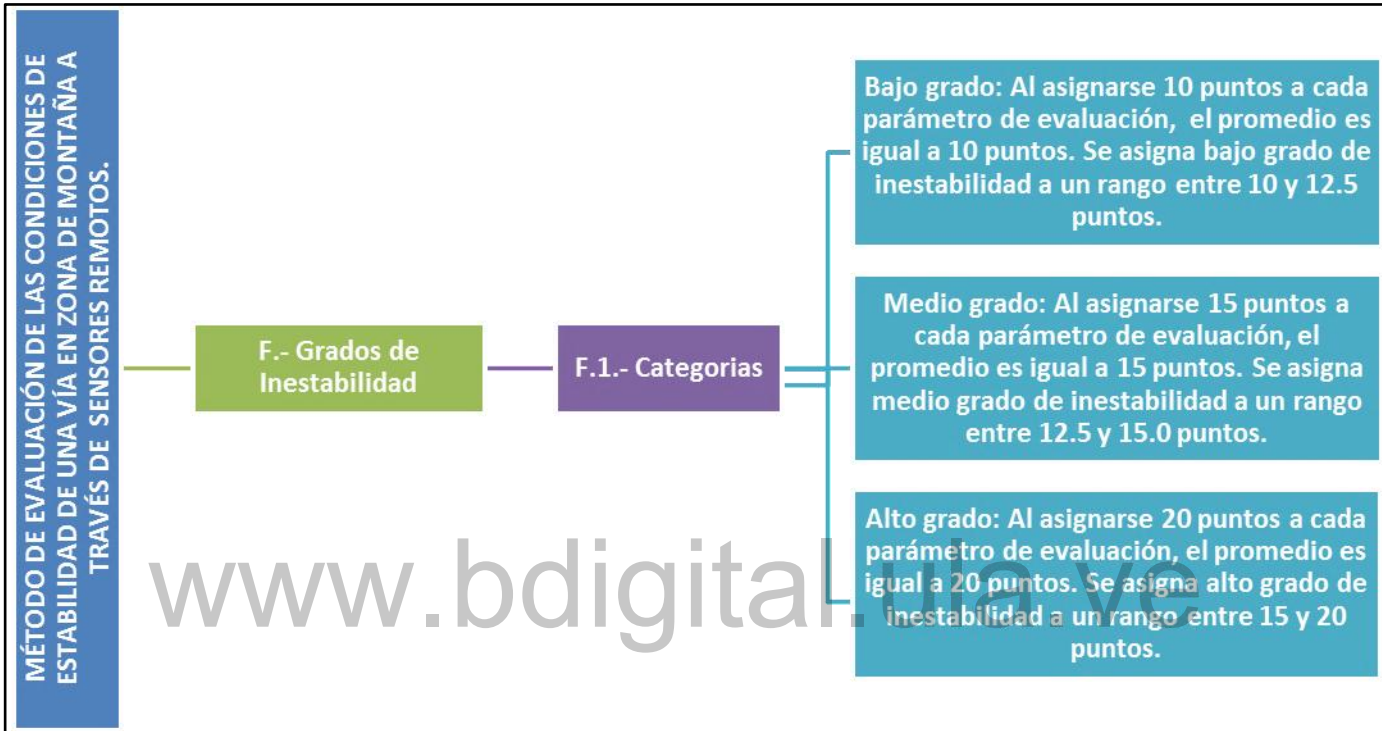 MÉTODO DE EVALUACIÓN DE LAS CONDICIONES DE
ESTABILIDAD DE UNA VÍA EN ZONA DE MONTAÑA A
TRAVÉS DE SENSORES REMOTOS.
F.- Grados de
Inestabilidad
F.1.- Categorias
Bajo grado: Al asignarse 10 puntos a cada
parámetro de evaluación, el promedio es
igual a 10 puntos. Se asigna bajo grado de
inestabilidad a un rango entre 10 y 12.5
puntos.
Medio grado: Al asignarse 15 puntos a
cada parámetro de evaluación, el
promedio es igual a 15 puntos. Se asigna
medio grado de inestabilidad a un rango
entre 12.5 y 15.0 puntos.
Alto grado: Al asignarse 20 puntos a cada
parámetro de evaluación, el promedio es
igual a 20 puntos. Se asigna alto grado de
inestabilidad a un rango entre 15 y 20
puntos.
www.bdigital.ula.ve